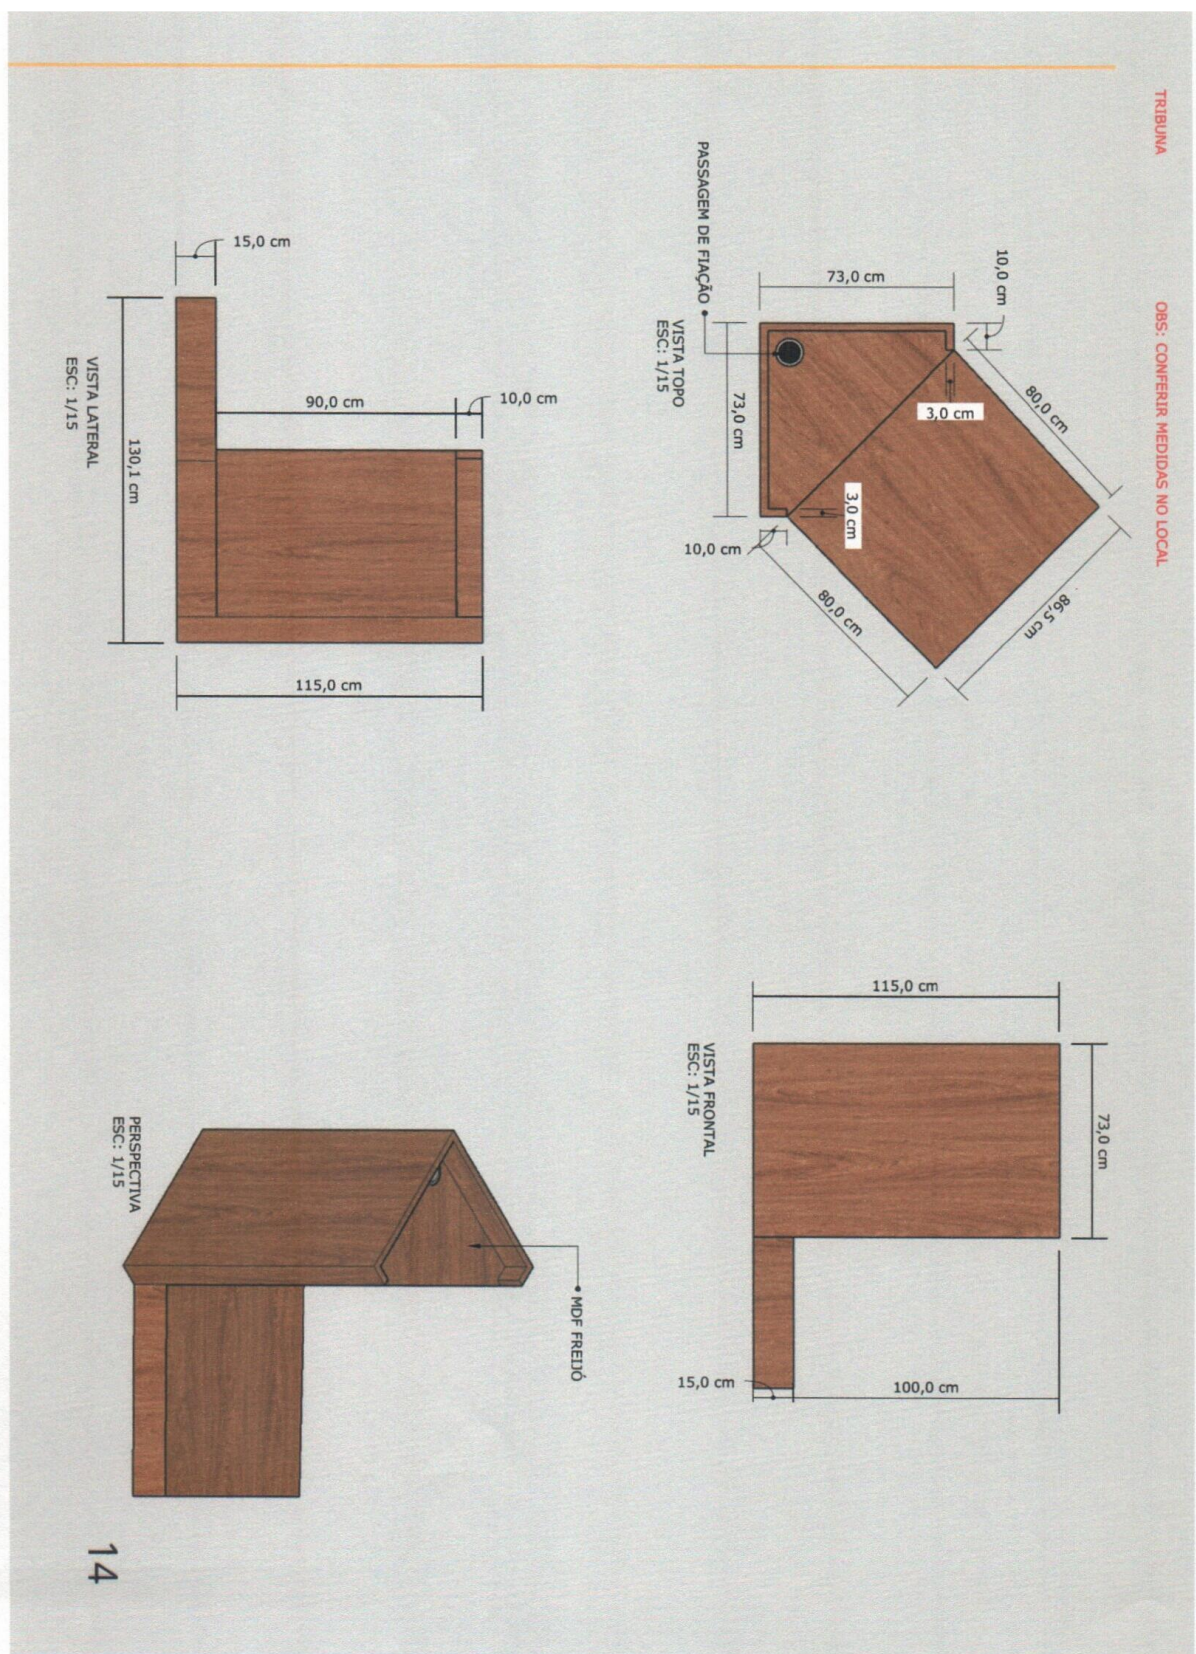 TRIBUNA
OBS: CONFERIR MEDIDAS NO LOCAL
10,0 cm
80,0 cm
73,0 cm
3,0 cm
PASSAGEM DE FIAÇÃO
73,0 cm
3,0 cm
10,0 cm
80,0 cm
86,5 cm
VISTA TOPO
ESC: 1/15
73,0 cm
115,0 cm
100,0 cm
15,0 cm
VISTA FRONTAL
ESC: 1/15
10,0 cm
90,0 cm
15,0 cm
115,0 cm
130,1 cm
VISTA LATERAL
ESC: 1/15
MDF FREIJÓ
PERSPECTIVA
ESC: 1/15
14